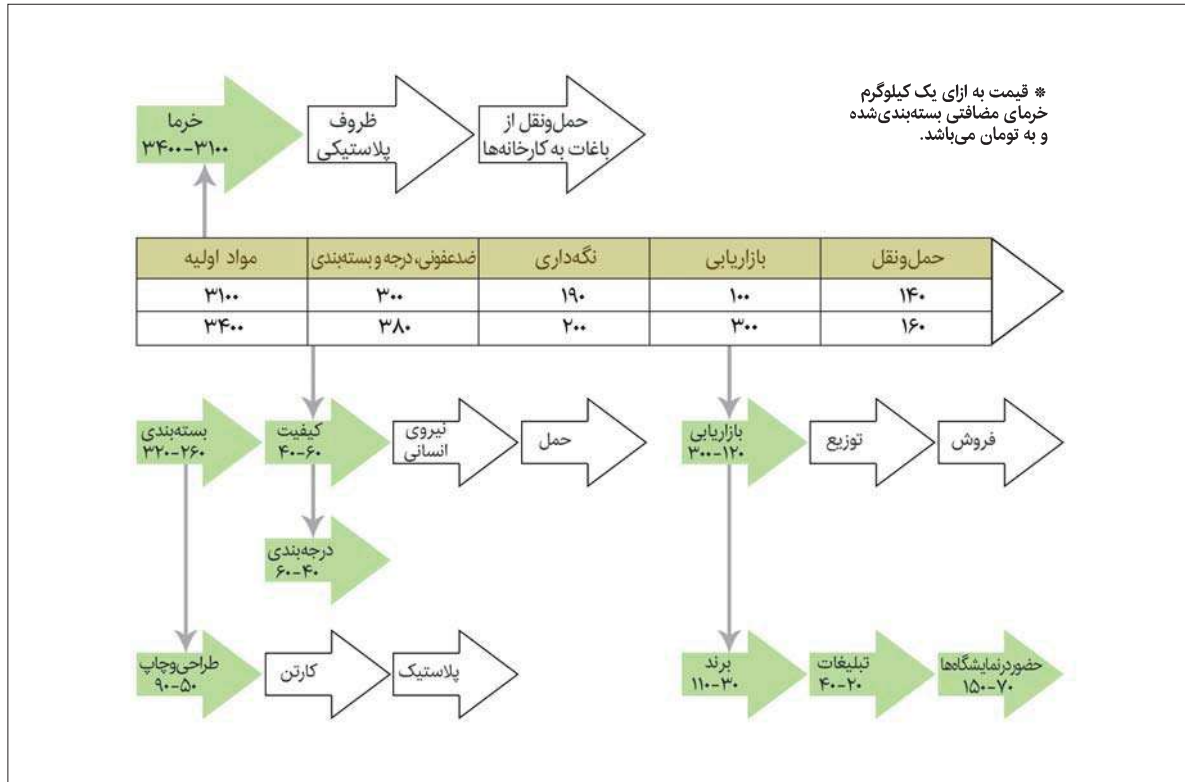 * قیمت به ازای یک کیلوگرم
خرمای مضافتی بسته‌بندی‌شده
و به تومان می‌باشد.
خرما
۳۴۰۰-۳۱۰۰
ظروف
پلاستیکی
حمل‌ونقل از
باغات به کارخانه‌ها
مواد اولیه
ضدعفونی، درجه و بسته‌بندی
نگه‌داری
بازاریابی
حمل‌ونقل
۳۱۰۰
۳۰۰
۱۹۰
۱۰۰
۱۴۰
۳۴۰۰
۳۸۰
۲۰۰
۳۰۰
۱۶۰
بسته‌بندی
۳۲۰-۲۶۰
کیفیت
۴۰-۶۰
نیروی
انسانی
حمل
بازاریابی
۳۰۰-۱۲۰
توزیع
فروش
درجه‌بندی
۶۰-۴۰
طراحی‌وچاپ
۹۰-۵۰
کارتن
پلاستیک
برند
۱۱۰-۳۰
تبلیغات
۴۰-۲۰
حضوردرنمایشگاه‌ها
۱۵۰-۷۰